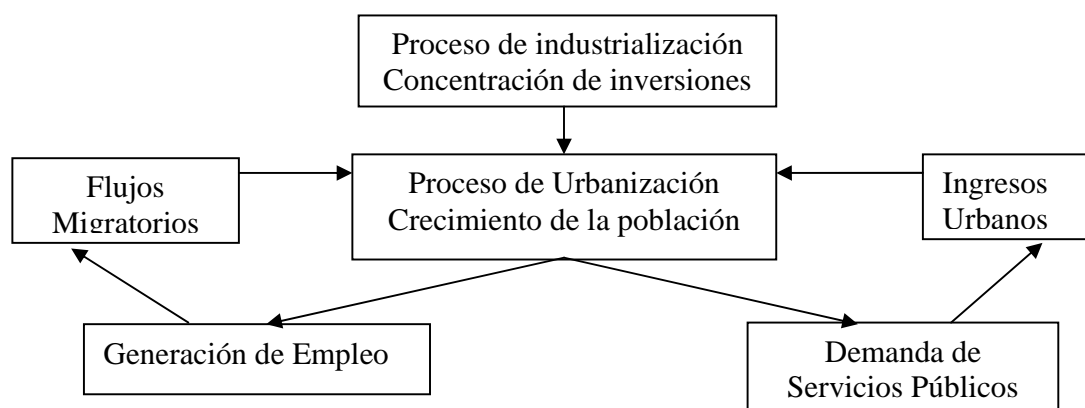 Proceso de industrialización
Concentración de inversiones
Flujos
Migratorios
Proceso de Urbanización
Crecimiento de la población
Ingresos
Urbanos
Generación de Empleo
Demanda de
Servicios Públicos